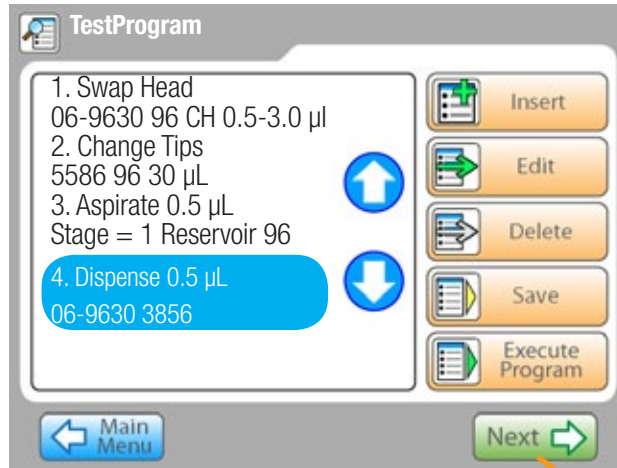 TestProgram
1. Swap Head
06-9630 96 CH 0.5-3.0 µl
2. Change Tips
5586 96 30 µL
3. Aspirate 0.5 µL
Stage = 1 Reservoir 96
4. Dispense 0.5 µL
06-9630 3856
Insert
Edit
Delete
Save
Execute
Program
Main
Menu
Next